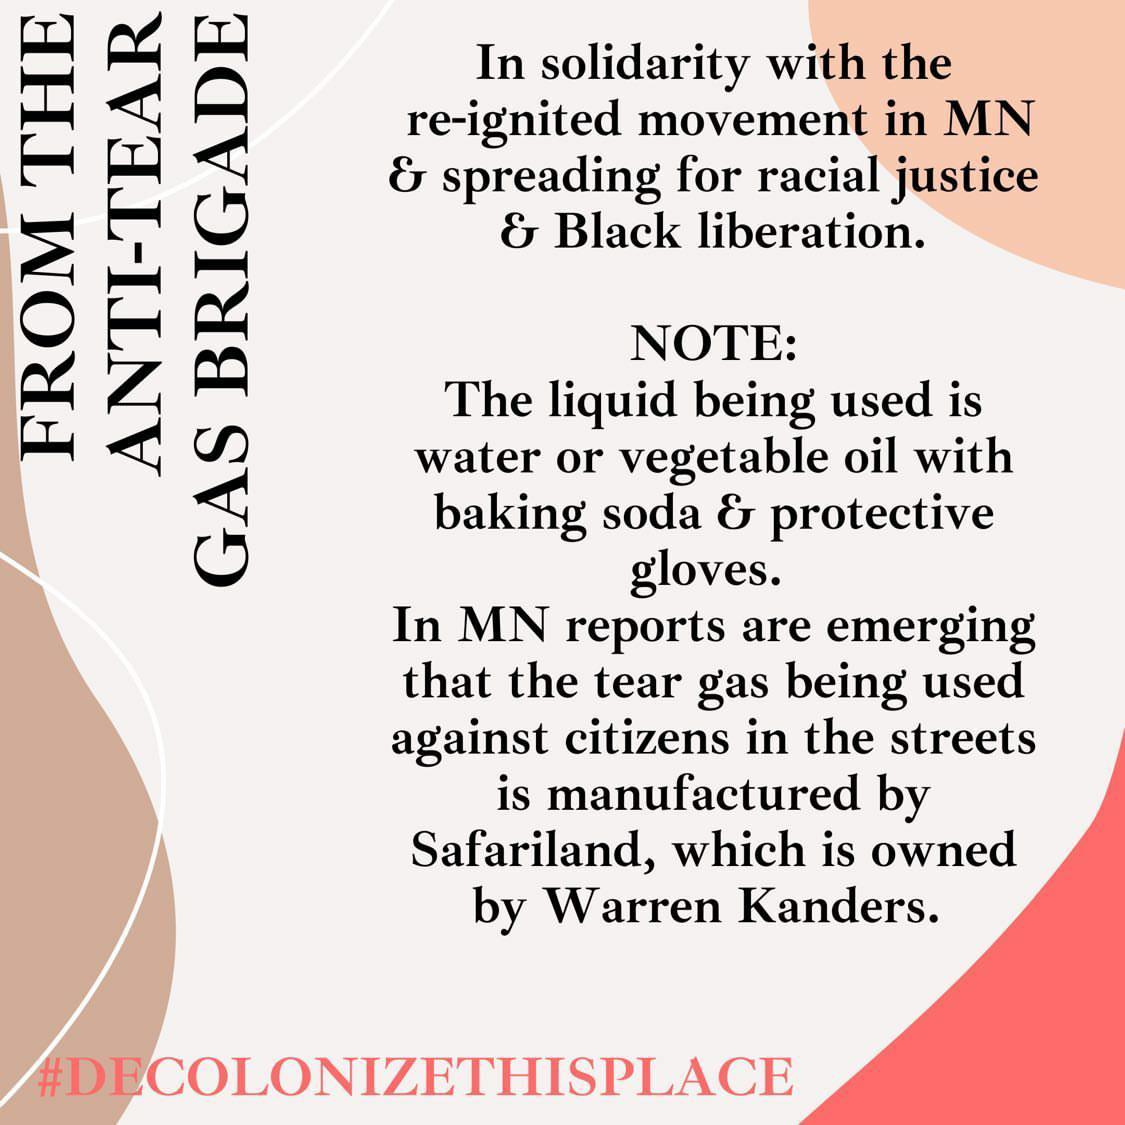 FROM THE
ANTI-TEAR
GAS BRIGADE
In solidarity with the
re-ignited movement in MN
& spreading for racial justice
& Black liberation.
NOTE:
The liquid being used is
water or vegetable oil with
baking soda & protective
gloves.
In MN reports are emerging
that the tear gas being used
against citizens in the streets
is manufactured by
Safariland, which is owned
by Warren Kanders.
#DECOLONIZETHISPLACE